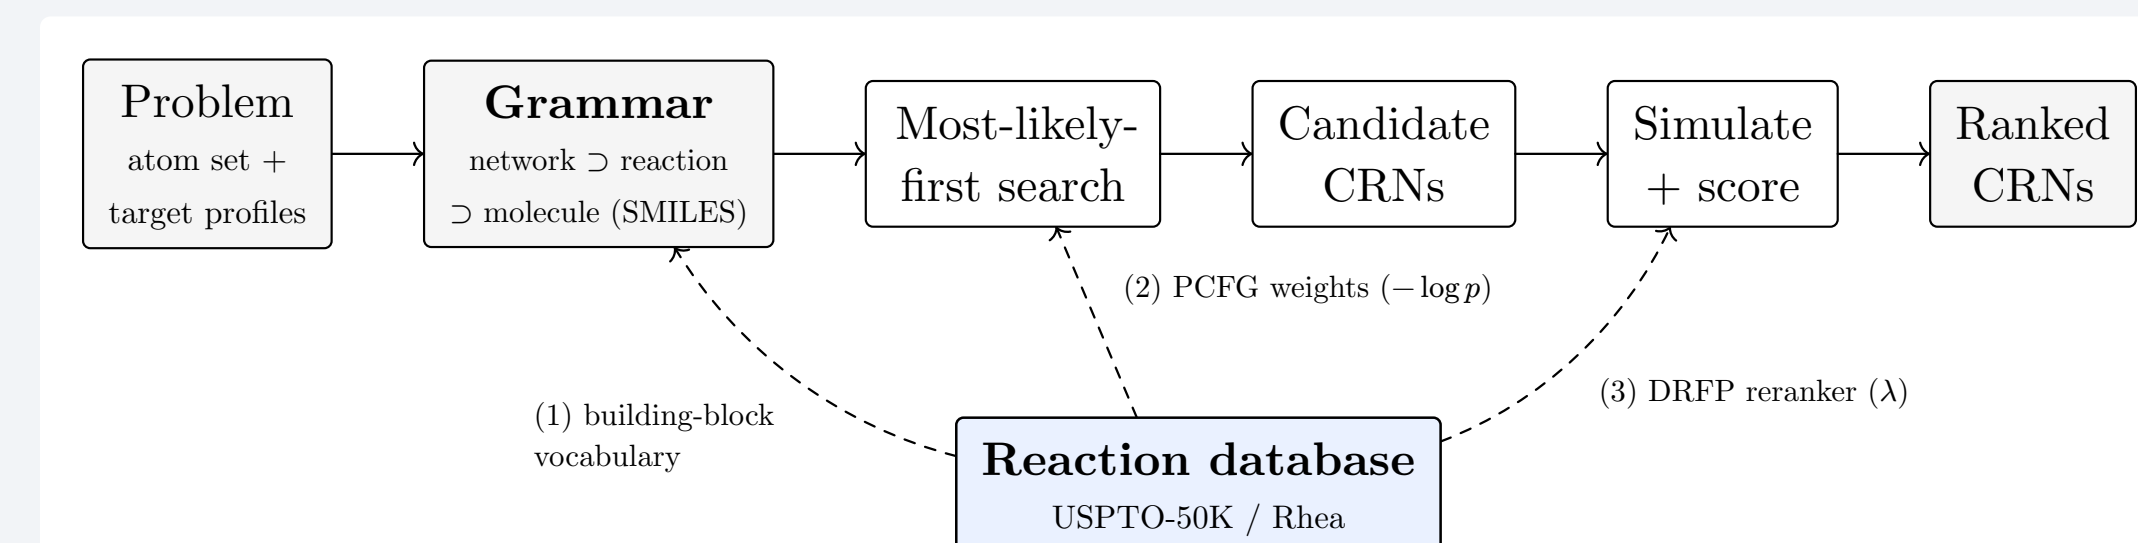 Problem
atom set +
target profiles
Grammar
network ⊃ reaction
⊃ molecule (SMILES)
Most-likely-
first search
Candidate
CRNs
Simulate
+ score
Ranked
CRNs
(2) PCFG weights (− log p)
(3) DRFP reranker (λ)
(1) building-block
vocabulary
Reaction database
USPTO-50K / Rhea